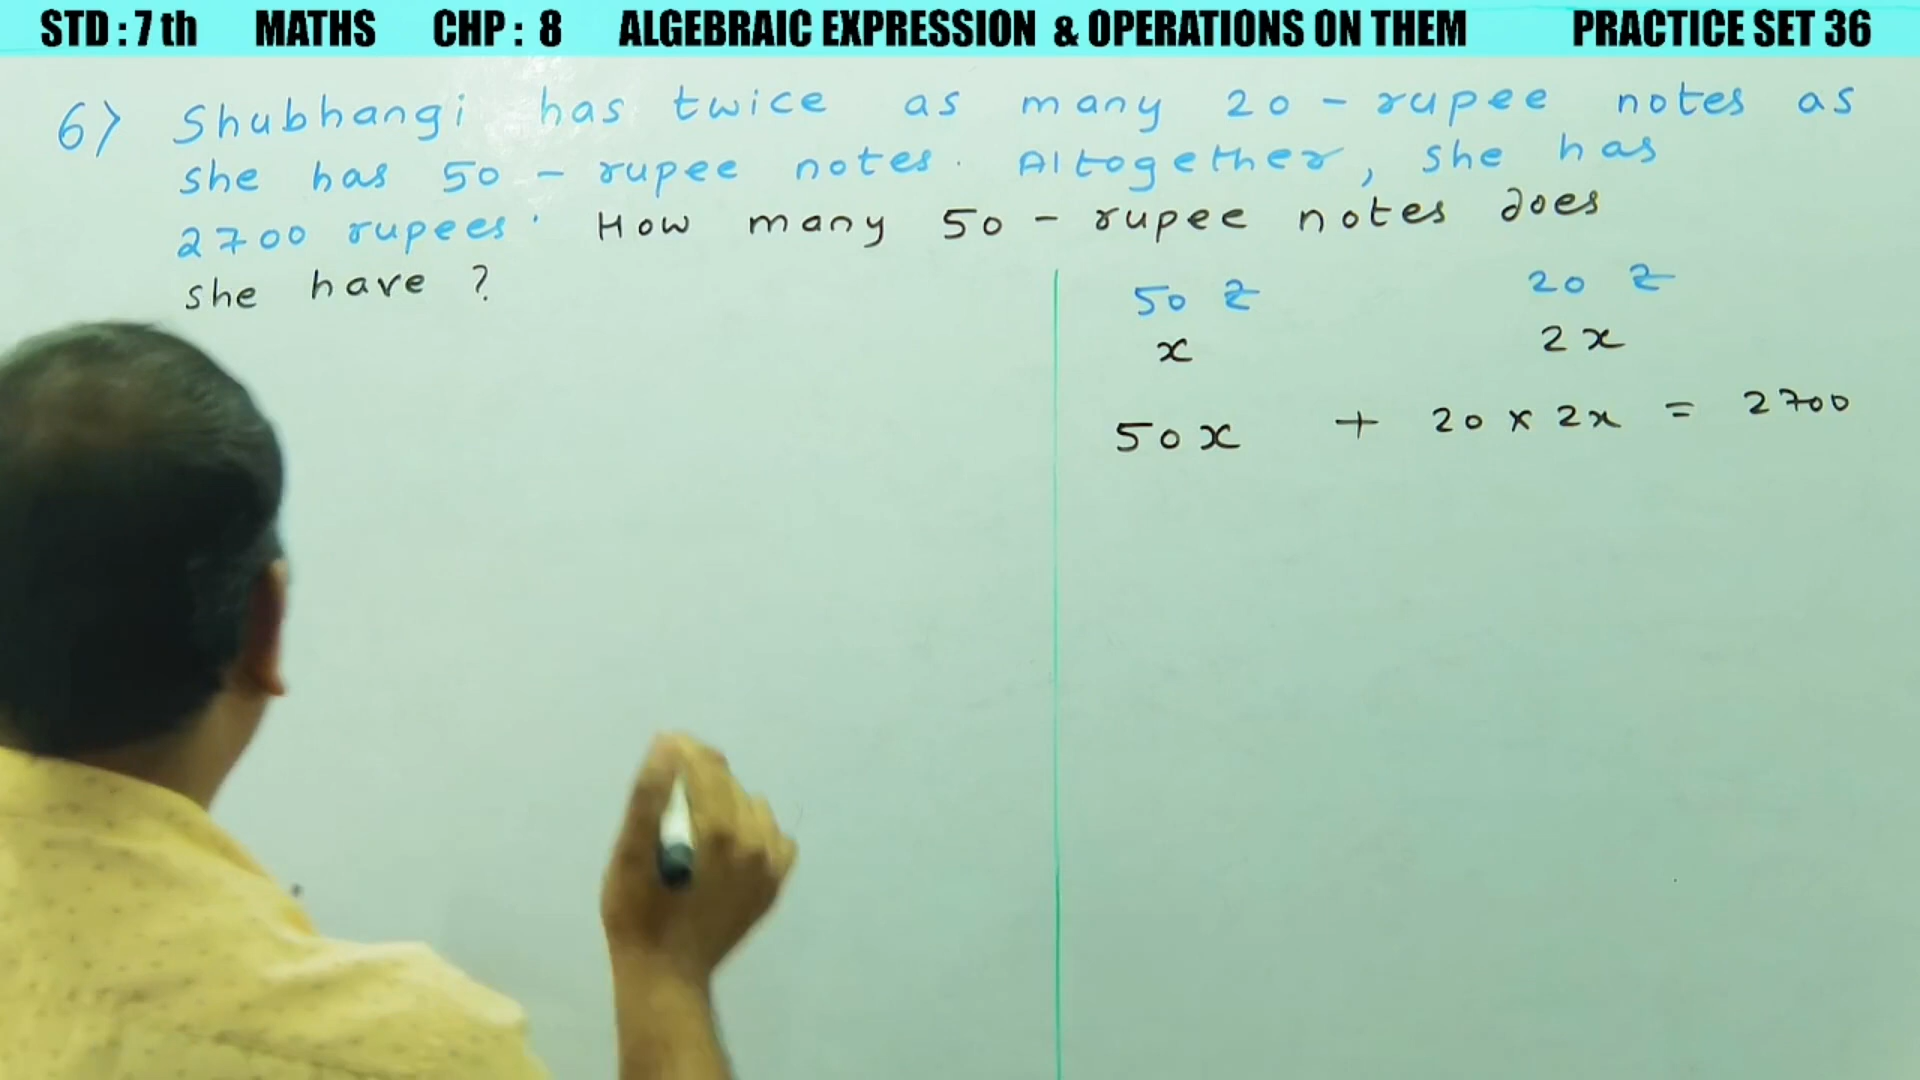 STD : 7 th MATHS CHP : 8 ALGEBRAIC EXPRESSION & OPERATIONS ON THEM PRACTICE SET 36
6) Shubhangi has twice as many 20 - rupee notes as
she has 50 - rupee notes. Altogether, she has
2700 rupees. How many 50 - rupee notes does
she have ?
50 ₹ 20 ₹
x 2x
50x + 20 × 2x = 2700